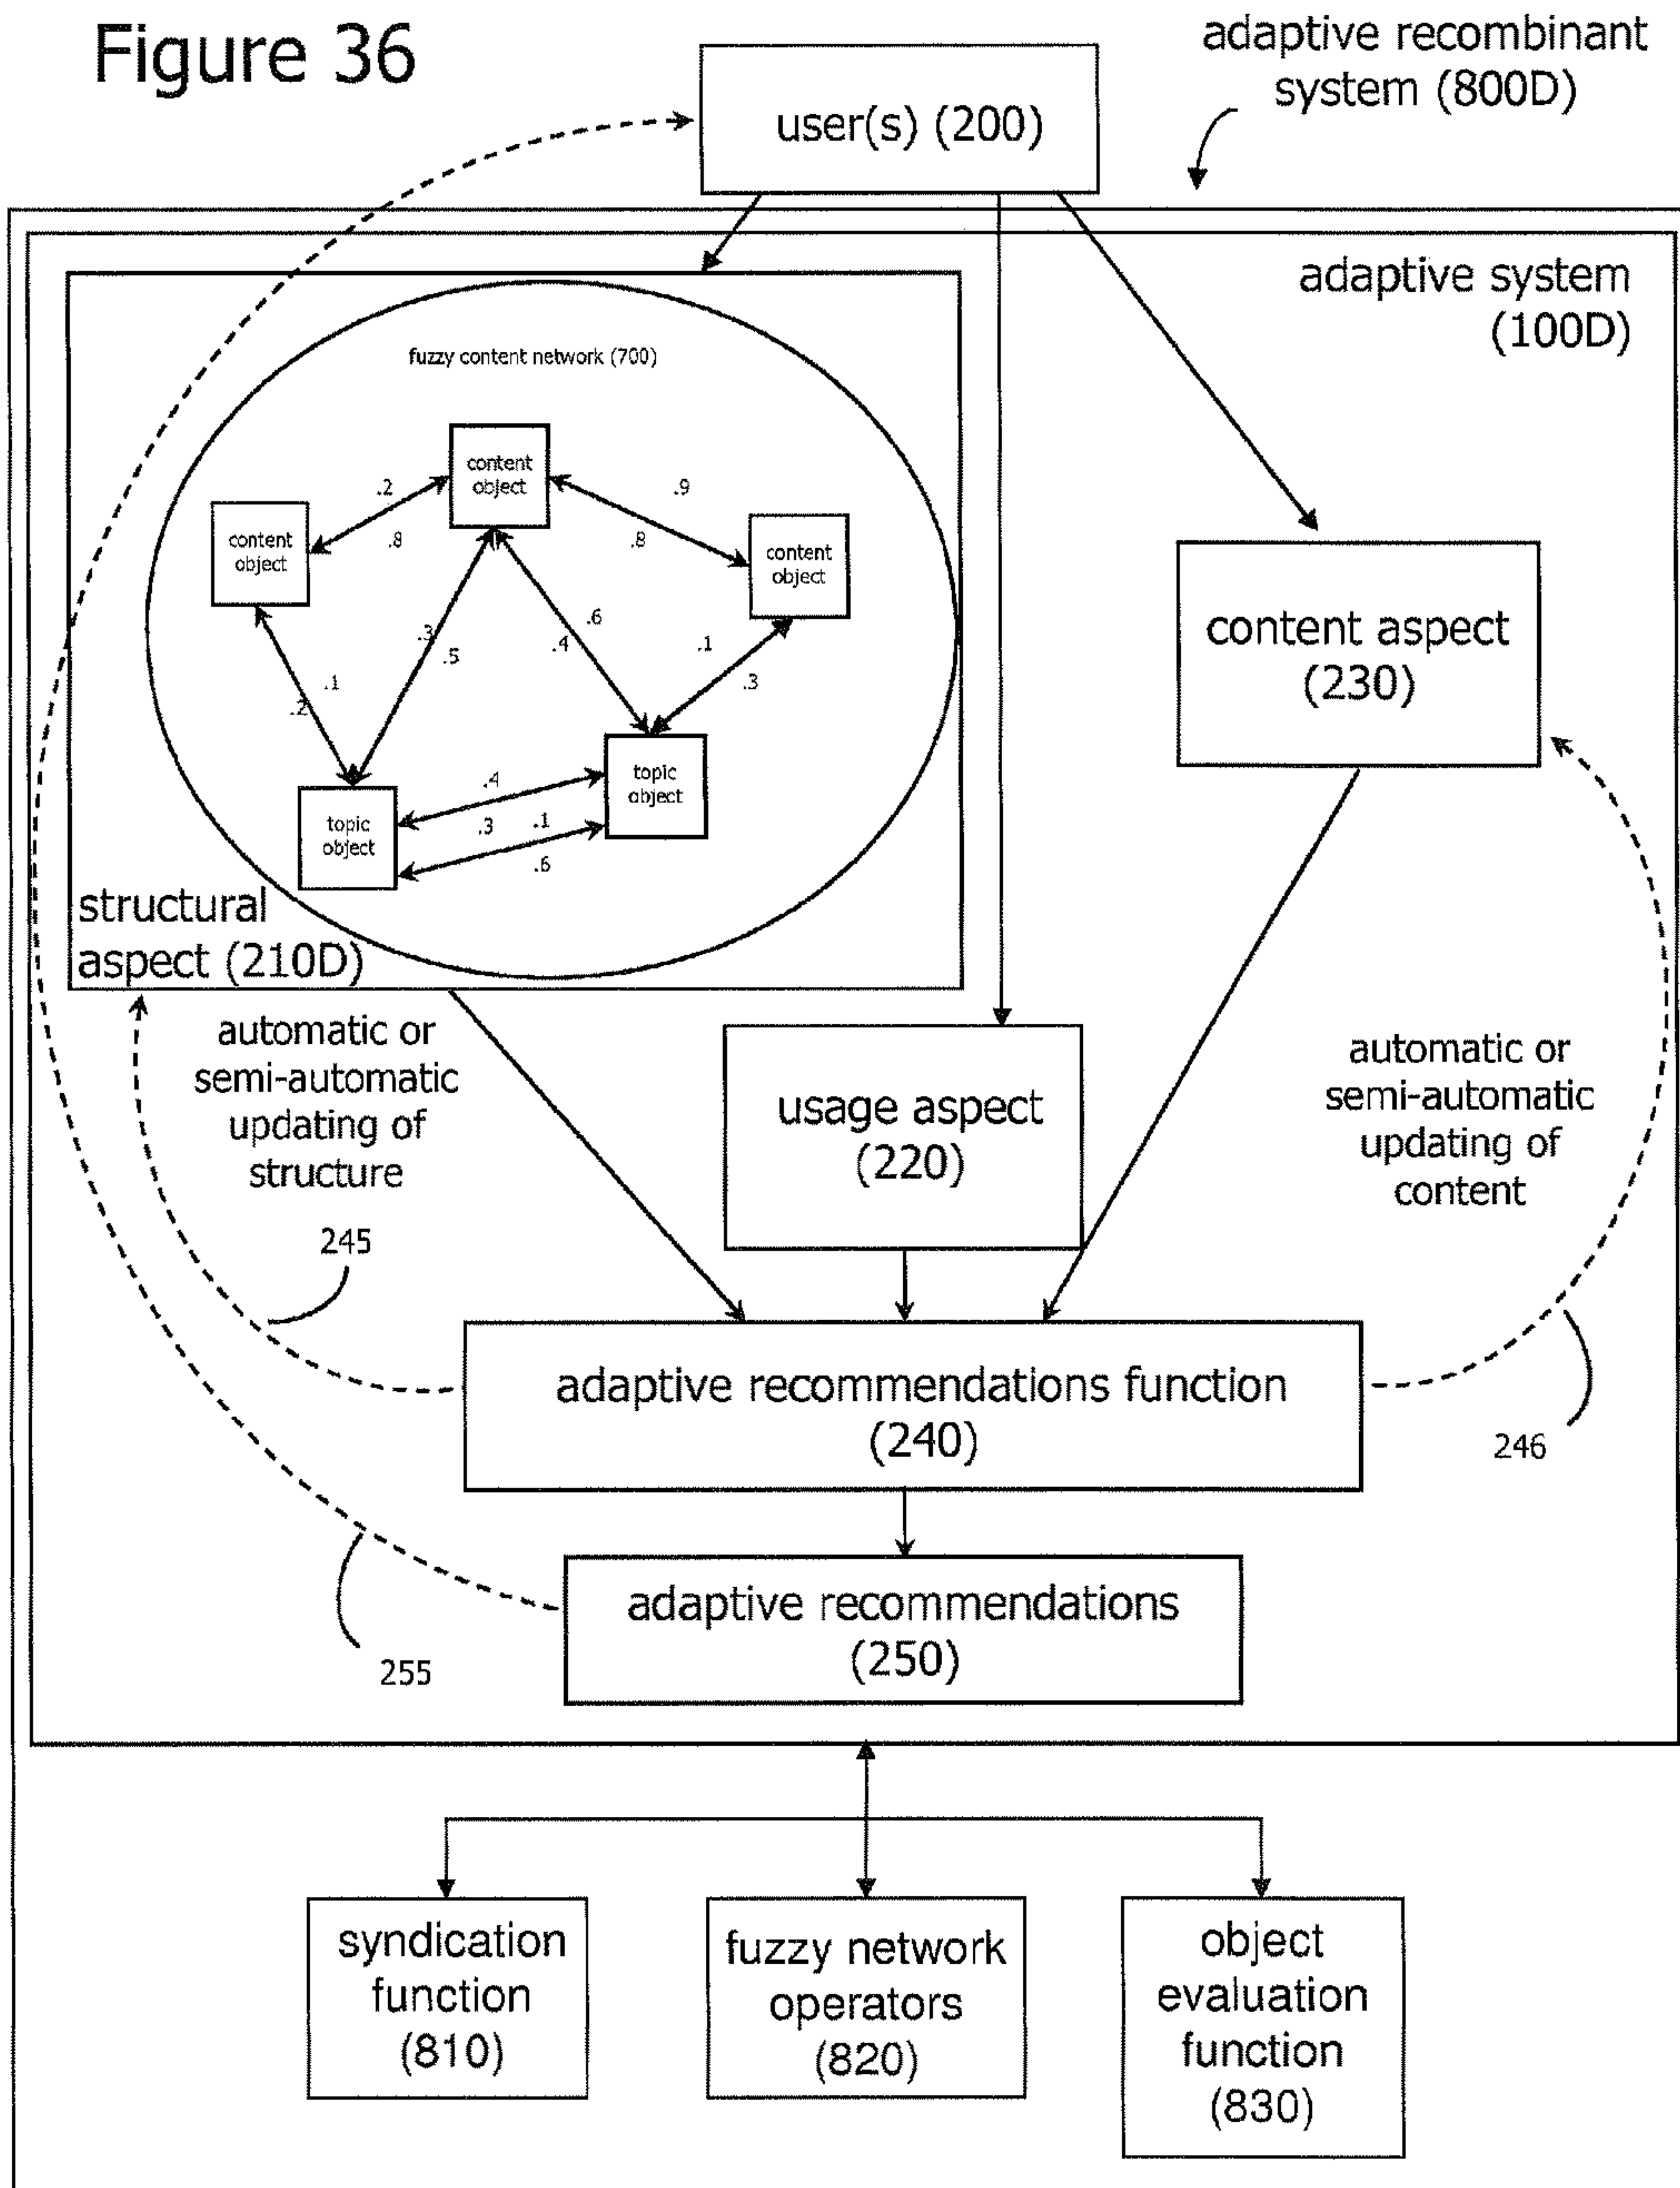 Figure 36
adaptive recombinant
system (800D)
user(s) (200)
adaptive system
(100D)
fuzzy content network (700)
content
object
.2
.9
content
object
.8
.8
content
object
.3
.5
.6
.4
.1
.3
.1
.2
topic
object
.4
.3
.1
.6
topic
object
content aspect
(230)
structural
aspect (210D)
automatic or
semi-automatic
updating of
structure
usage aspect
(220)
automatic or
semi-automatic
updating of
content
245
adaptive recommendations function
(240)
246
adaptive recommendations
(250)
255
syndication
function
(810)
fuzzy network
operators
(820)
object
evaluation
function
(830)